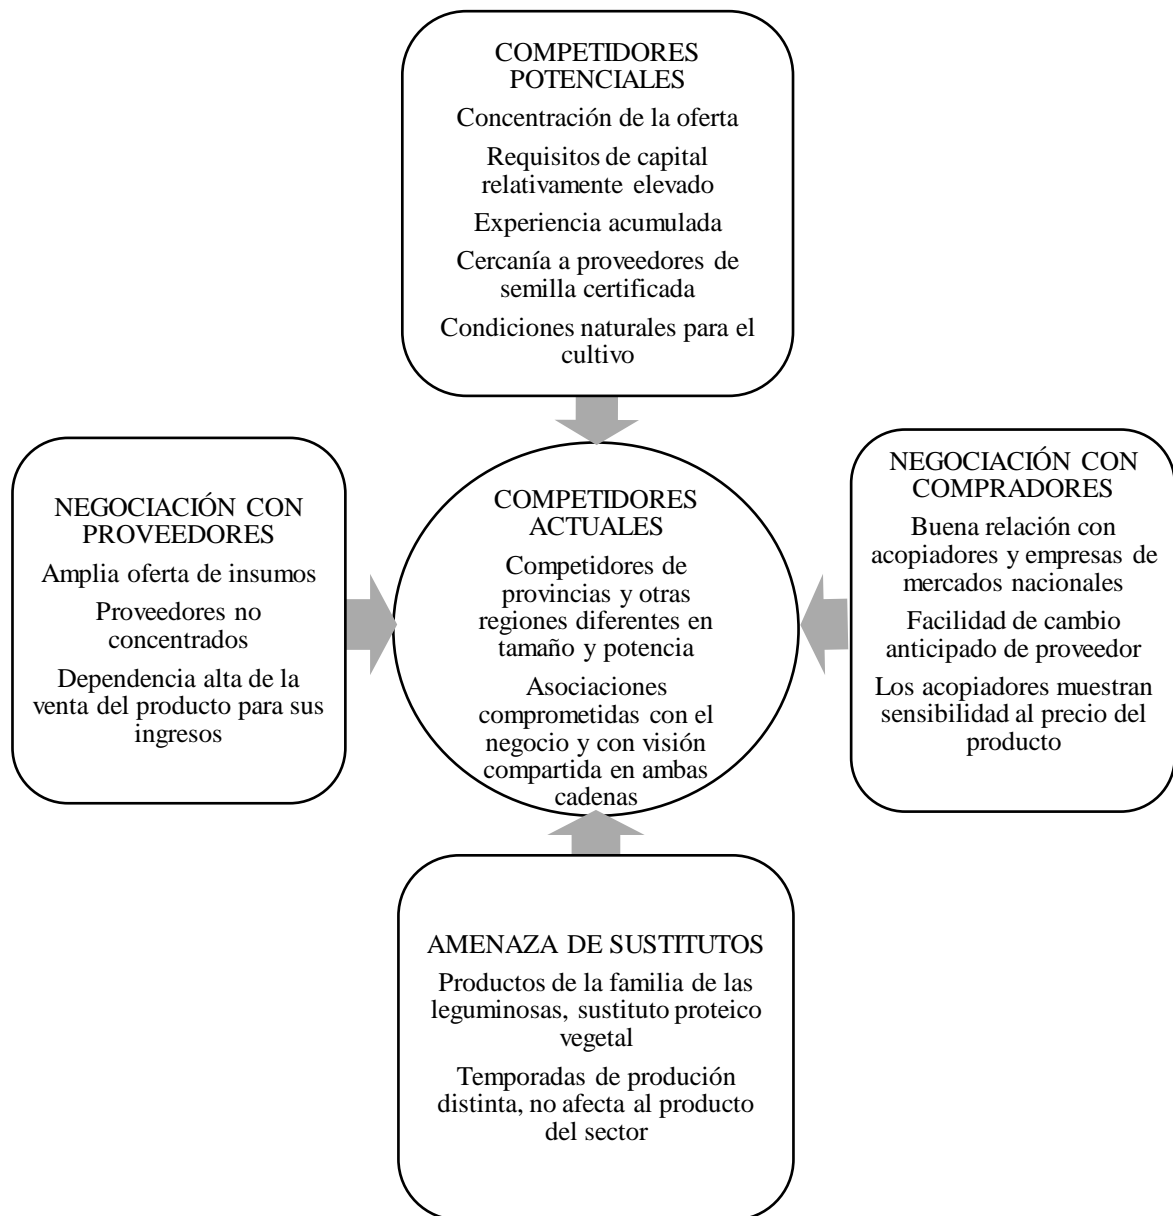 COMPETIDORES
POTENCIALES
Concentración de la oferta
Requisitos de capital
relativamente elevado
Experiencia acumulada
Cercanía a proveedores de
semilla certificada
Condiciones naturales para el
cultivo
NEGOCIACIÓN CON
PROVEEDORES
Amplia oferta de insumos
Proveedores no
concentrados
Dependencia alta de la
venta del producto para sus
ingresos
COMPETIDORES
ACTUALES
Competidores de
provincias y otras
regiones diferentes en
tamaño y potencia
Asociaciones
comprometidas con el
negocio y con visión
compartida en ambas
cadenas
NEGOCIACIÓN CON
COMPRADORES
Buena relación con
acopiadores y empresas de
mercados nacionales
Facilidad de cambio
anticipado de proveedor
Los acopiadores muestran
sensibilidad al precio del
producto
AMENAZA DE SUSTITUTOS
Productos de la familia de las
leguminosas, sustituto proteico
vegetal
Temporadas de produción
distinta, no afecta al producto
del sector